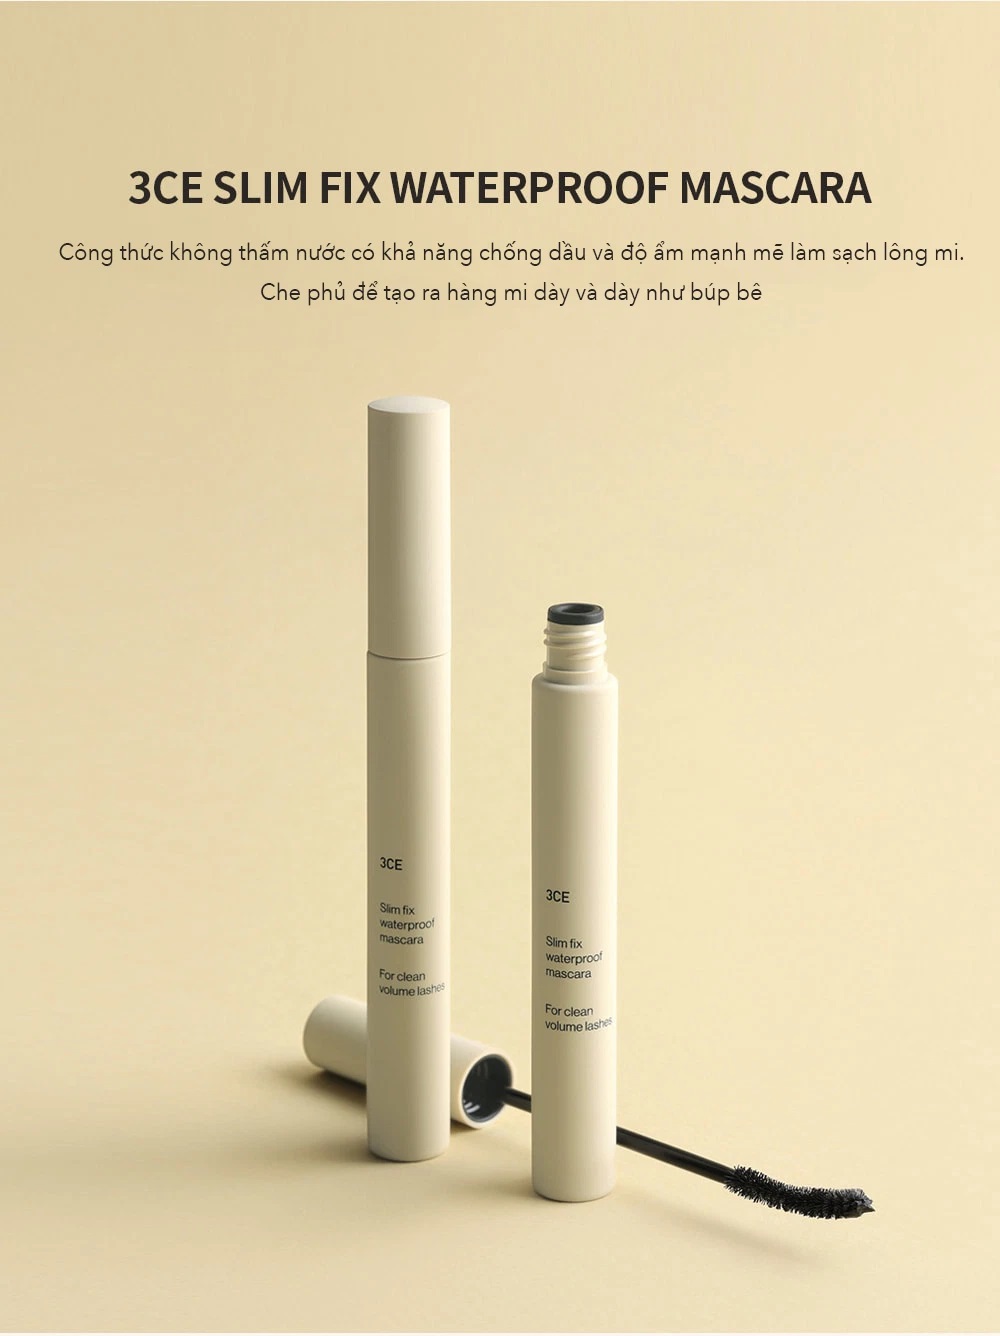 3CE SLIM FIX WATERPROOF MASCARA
Công thức không thấm nước có khả năng chống dầu và độ ẩm mạnh mẽ làm sạch lông mi.
Che phủ để tạo ra hàng mi dày và dày như búp bê
3CE
Slim fix
waterproof
mascara
For clean
volume lashes
3CE
Slim fix
waterproof
mascara
For clean
volume lashes